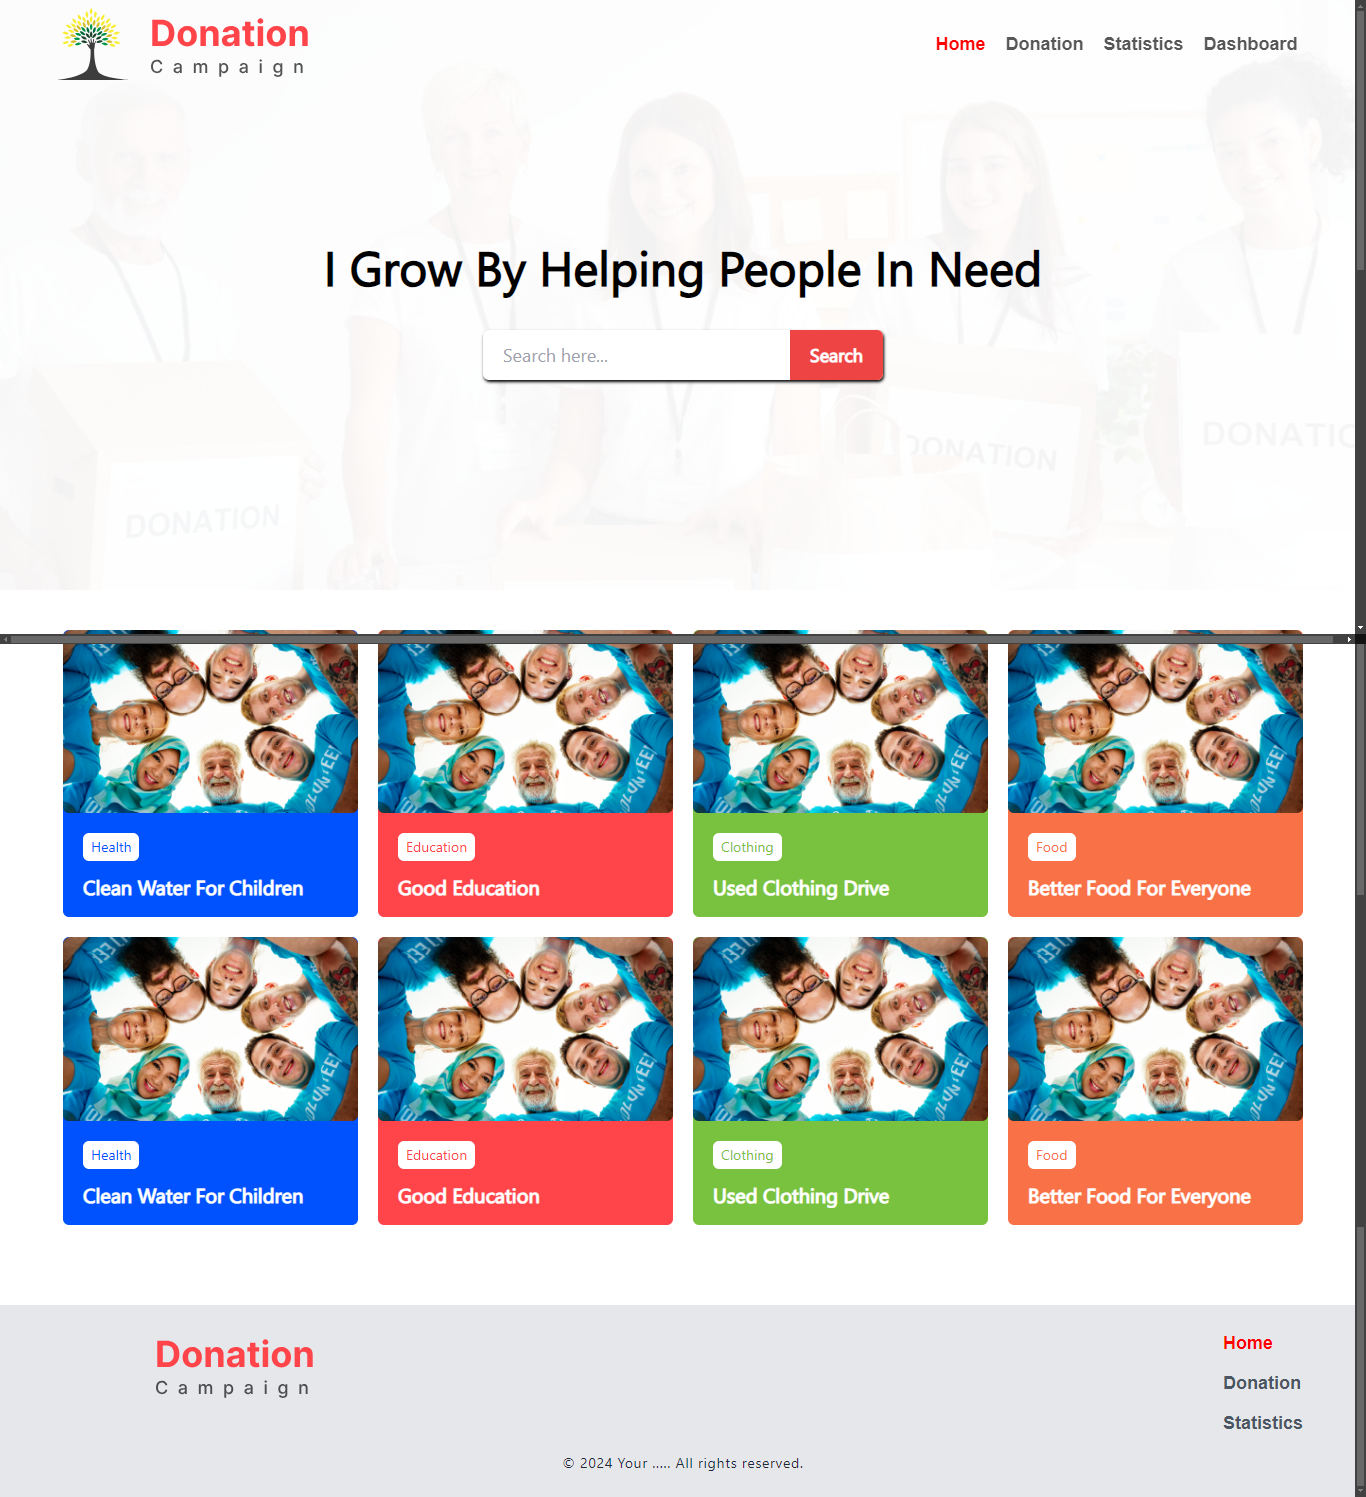 Donation
Campaign
Home Donation Statistics Dashboard
I Grow By Helping People In Need
Search here... Search
DONATION
DONATION
DONATION
Health Education Clothing Food
Clean Water For Children Good Education Used Clothing Drive Better Food For Everyone
Health Education Clothing Food
Clean Water For Children Good Education Used Clothing Drive Better Food For Everyone
Donation
Campaign
Home
Donation
Statistics
© 2024 Your ..... All rights reserved.